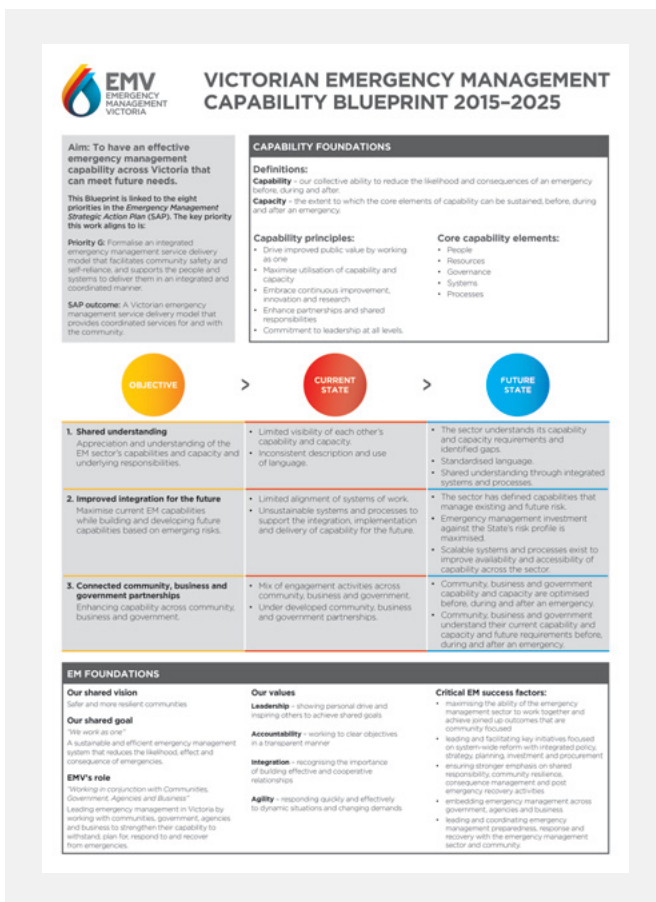 EMV
EMERGENCY
MANAGEMENT
VICTORIA
VICTORIAN EMERGENCY MANAGEMENT
CAPABILITY BLUEPRINT 2015–2025
Aim: To have an effective
emergency management
capability across Victoria that
can meet future needs.
This Blueprint is linked to the eight
priorities in the Emergency Management
Strategic Action Plan (SAP). The key priority
this work aligns to is:
Priority G: Formalise an integrated
emergency management service delivery
model that facilitates community safety and
self-reliance, and supports the people and
systems to deliver them in an integrated and
coordinated manner.
SAP outcome: A Victorian emergency
management service delivery model that
provides coordinated services for and with
the community.
CAPABILITY FOUNDATIONS
Definitions:
Capability – our collective ability to reduce the likelihood and consequences of an emergency
before, during and after.
Capacity – the extent to which the core elements of capability can be sustained, before, during
and after an emergency.
Capability principles:
• Drive improved public value by working
as one
• Maximise utilisation of capability and
capacity
• Embrace continuous improvement,
innovation and research
• Enhance partnerships and shared
responsibilities
• Commitment to leadership at all levels.
Core capability elements:
• People
• Resources
• Governance
• Systems
• Processes
OBJECTIVE
>
CURRENT
STATE
>
FUTURE
STATE
1. Shared understanding
Appreciation and understanding of the
EM sector's capabilities and capacity and
underlying responsibilities.
• Limited visibility of each other's
capability and capacity.
• Inconsistent description and use
of language.
• The sector understands its capability
and capacity requirements and
identified gaps.
• Standardised language.
• Shared understanding through integrated
systems and processes.
2. Improved integration for the future
Maximise current EM capabilities
while building and developing future
capabilities based on emerging risks.
• Limited alignment of systems of work.
• Unsustainable systems and processes to
support the integration, implementation
and delivery of capability for the future.
• The sector has defined capabilities that
manage existing and future risk.
• Emergency management investment
against the State's risk profile is
maximised.
• Scalable systems and processes exist to
improve availability and accessibility of
capability across the sector.
3. Connected community, business and
government partnerships
Enhancing capability across community,
business and government.
• Mix of engagement activities across
community, business and government.
• Under developed community, business
and government partnerships.
• Community, business and government
capability and capacity are optimised
before, during and after an emergency.
• Community, business and government
understand their current capability and
capacity and future requirements before,
during and after an emergency.
EM FOUNDATIONS
Our shared vision
Safer and more resilient communities
Our shared goal
"We work as one"
A sustainable and efficient emergency management
system that reduces the likelihood, effect and
consequence of emergencies.
EMV's role
"Working in conjunction with Communities,
Government, Agencies and Business"
Leading emergency management in Victoria by
working with communities, government, agencies
and business to strengthen their capability to
withstand, plan for, respond to and recover
from emergencies.
Our values
Leadership – showing personal drive and
inspiring others to achieve shared goals
Accountability – working to clear objectives
in a transparent manner
Integration – recognising the importance
of building effective and cooperative
relationships
Agility – responding quickly and effectively
to dynamic situations and changing demands
Critical EM success factors:
• maximising the ability of the emergency
management sector to work together and
achieve joined up outcomes that are
community focused
• leading and facilitating key initiatives focused
on system-wide reform with integrated policy,
strategy, planning, investment and procurement
• ensuring stronger emphasis on shared
responsibility, community resilience,
consequence management and post
emergency recovery activities
• embedding emergency management across
government, agencies and business
• leading and coordinating emergency
management preparedness, response and
recovery with the emergency management
sector and community.